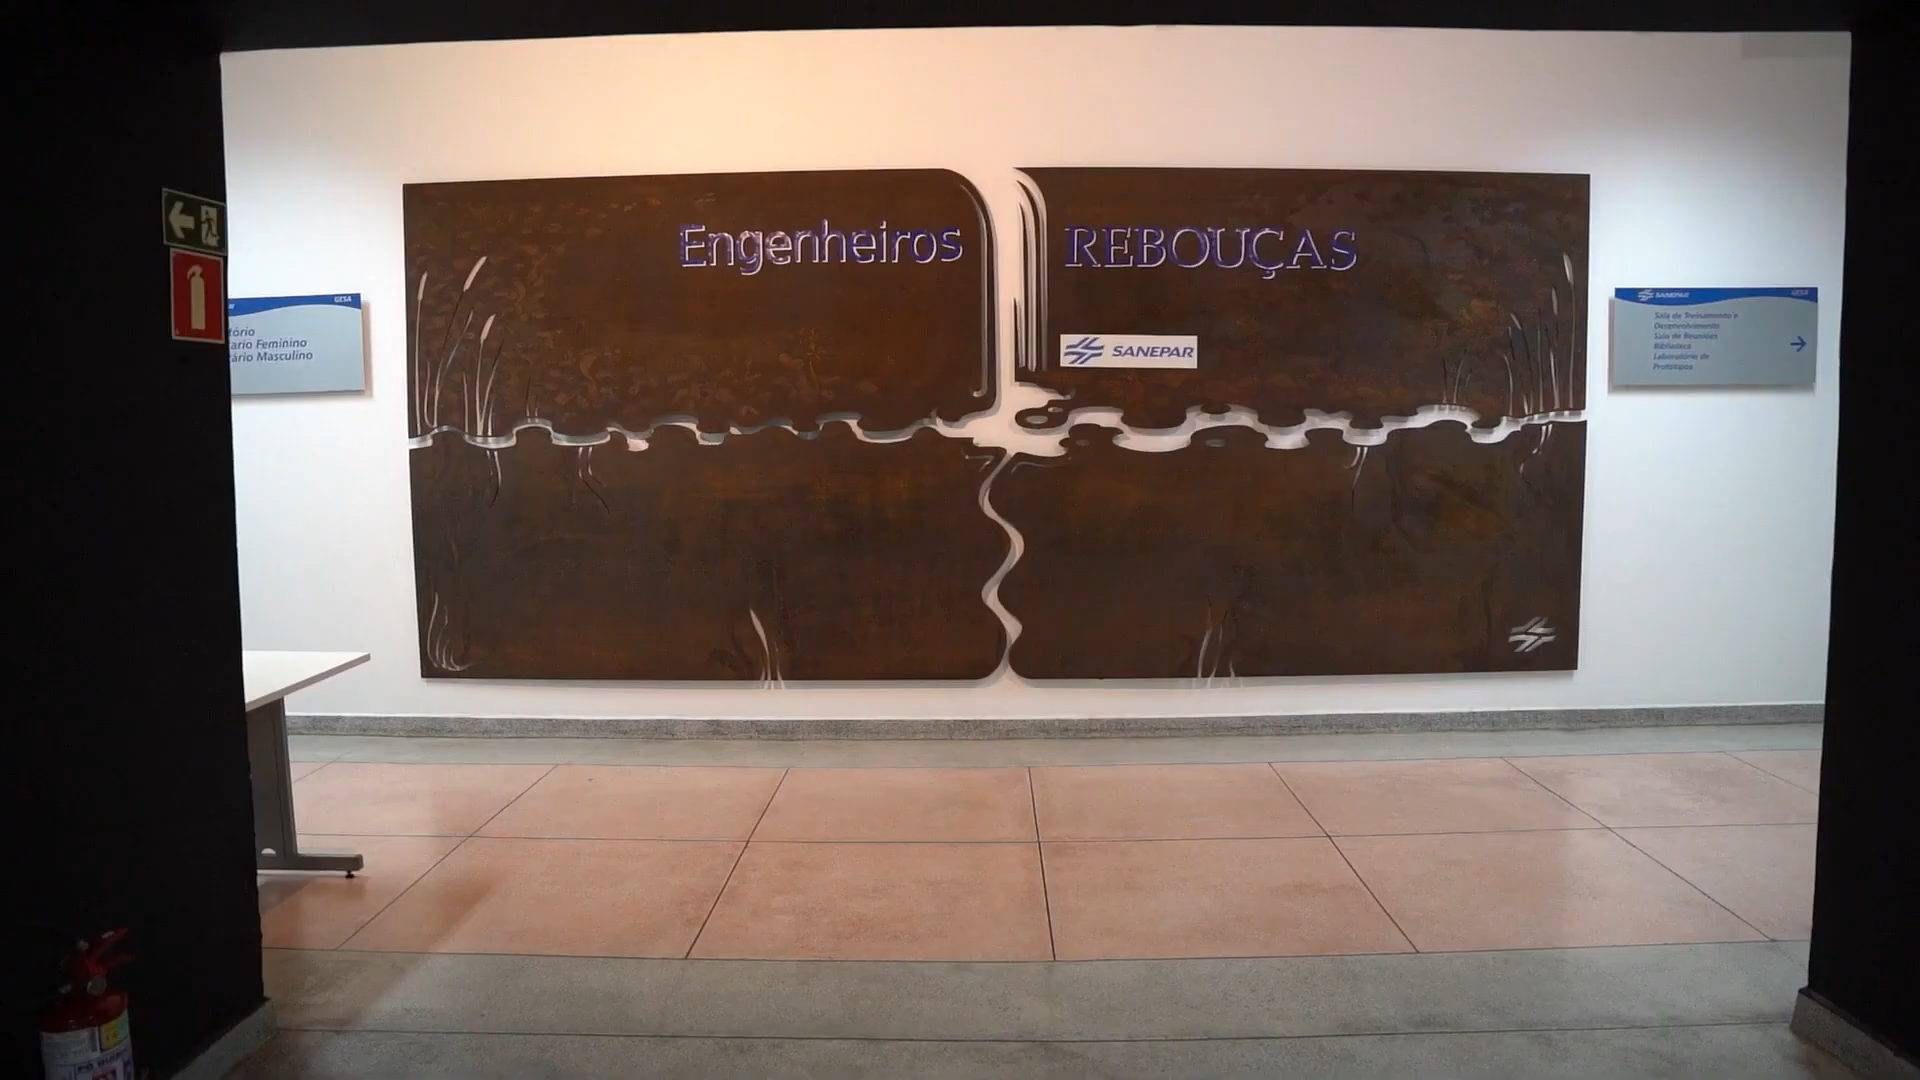 Engenheiros REBOUÇAS
SANEPAR
GESA
tório
ário Feminino
tário Masculino
SANEPAR GESA
Sala de Treinamento e
Desenvolvimento
Sala de Reuniões
Biblioteca
Laboratório de
Protótipos